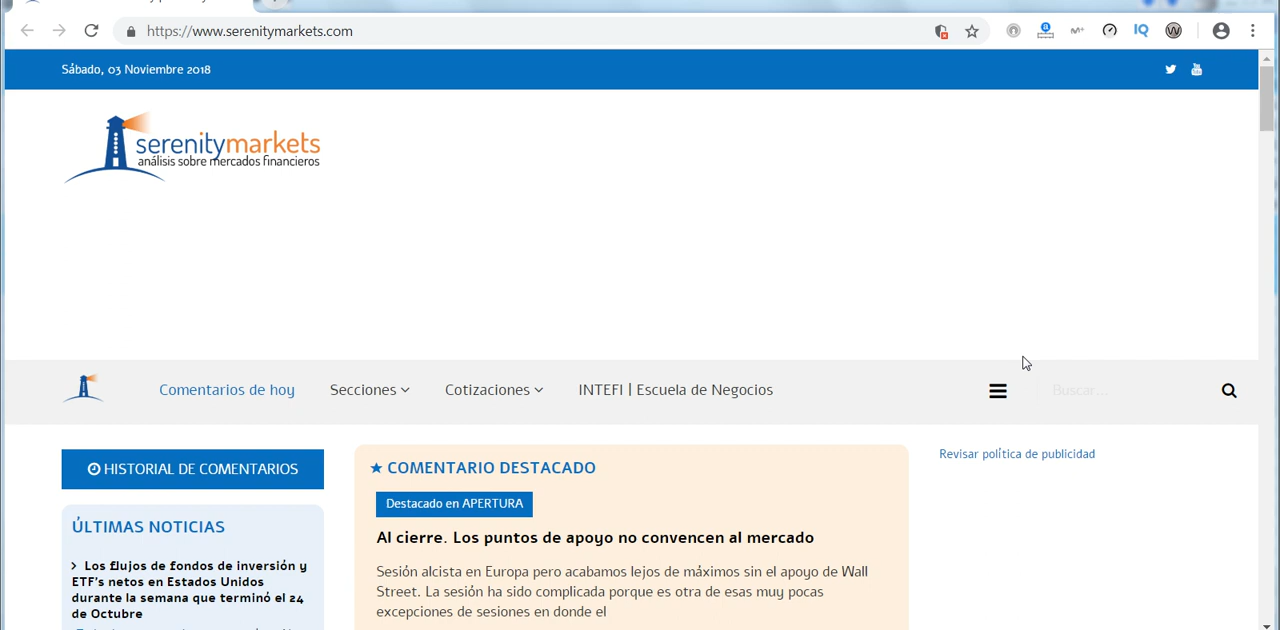 https://www.serenitymarkets.com
IQ
Sábado, 03 Noviembre 2018
serenitymarkets
análisis sobre mercados financieros
Comentarios de hoy
Secciones
Cotizaciones
INTEFI | Escuela de Negocios
Buscar...
HISTORIAL DE COMENTARIOS
ÚLTIMAS NOTICIAS
Los flujos de fondos de inversión y
ETF's netos en Estados Unidos
durante la semana que terminó el 24
de Octubre
COMENTARIO DESTACADO
Destacado en APERTURA
Al cierre. Los puntos de apoyo no convencen al mercado
Sesión alcista en Europa pero acabamos lejos de máximos sin el apoyo de Wall
Street. La sesión ha sido complicada porque es otra de esas muy pocas
excepciones de sesiones en donde el
Revisar política de publicidad